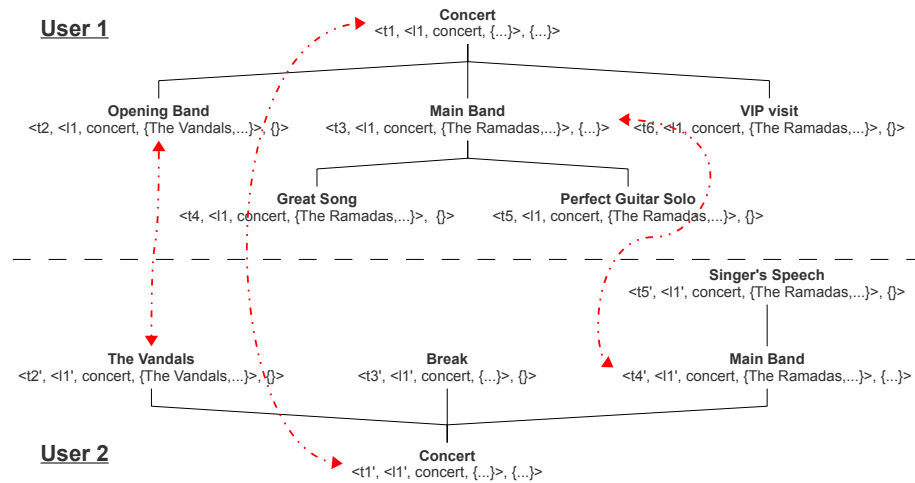 Concert
User 1
<t1, <l1, concert, {...}>, {...}>
Opening Band
<t2, <l1, concert, {The Vandals,...}>, {}>
Main Band
<t3, <l1, concert, {The Ramadas,...}>, {...}>
VIP visit
<t6, <l1, concert, {The Ramadas,...}>, {}>
Great Song
<t4, <l1, concert, {The Ramadas,...}>,  {}>
Perfect Guitar Solo
<t5, <l1, concert, {The Ramadas,...}>, {}>
Singer's Speech
<t5', <l1', concert, {The Ramadas,...}>, {}>
The Vandals
<t2', <l1', concert, {The Vandals,...}>, {}>
Break
<t3', <l1', concert, {...}>, {}>
Main Band
<t4', <l1', concert, {The Ramadas,...}>, {...}>
User 2
Concert
<t1', <l1', concert, {...}>, {...}>